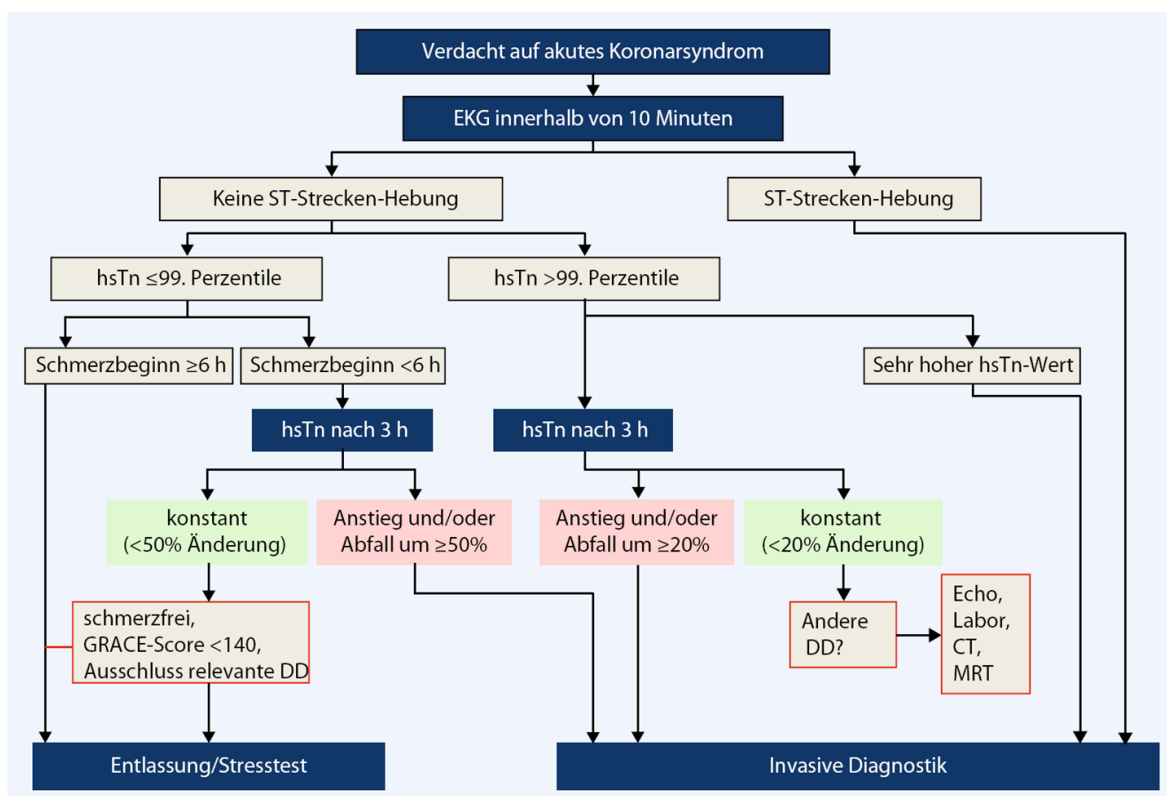 Verdacht auf akutes Koronarsyndrom
EKG innerhalb von 10 Minuten
Keine ST-Strecken-Hebung
ST-Strecken-Hebung
hsTn ≤99. Perzentile
hsTn >99. Perzentile
Schmerzbeginn ≥6 h
Schmerzbeginn <6 h
Sehr hoher hsTn-Wert
hsTn nach 3 h
hsTn nach 3 h
konstant
(<50% Änderung)
Anstieg und/oder
Abfall um ≥50%
Anstieg und/oder
Abfall um ≥20%
konstant
(<20% Änderung)
schmerzfrei,
GRACE-Score <140,
Ausschluss relevante DD
Andere
DD?
Echo,
Labor,
CT,
MRT
Entlassung/Stresstest
Invasive Diagnostik